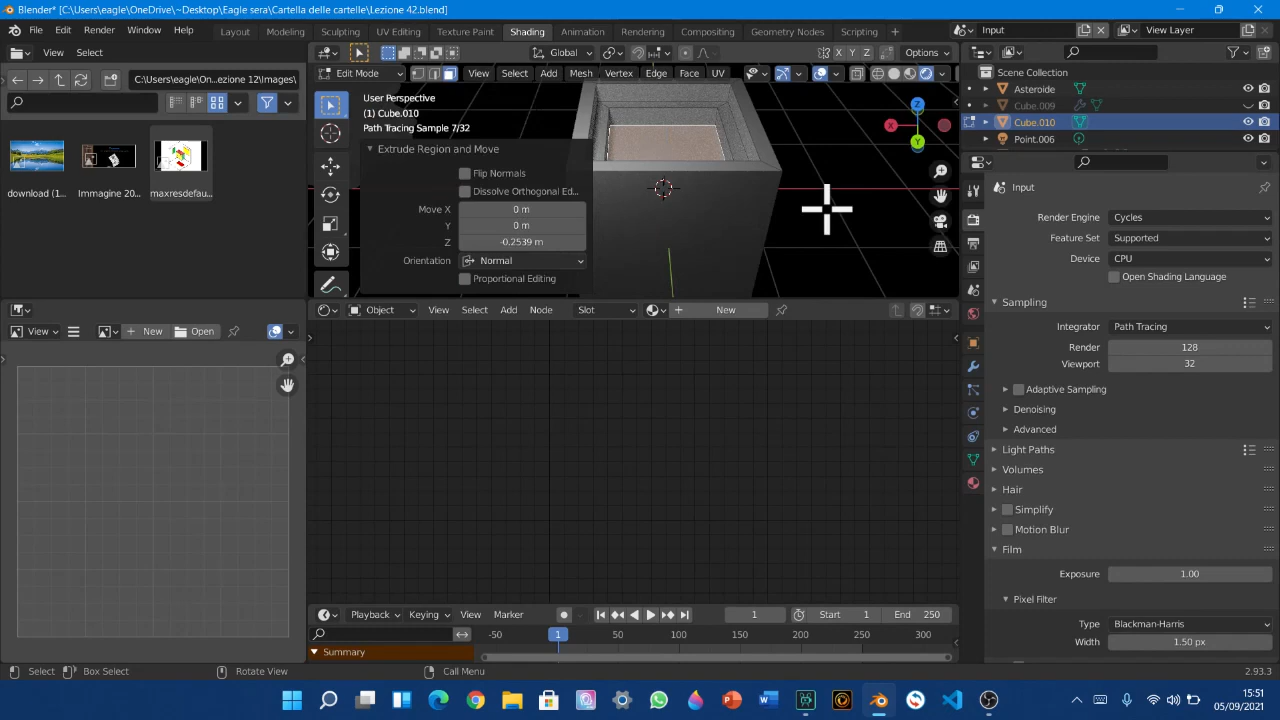 Blender* [C:\Users\eagle\OneDrive\~Desktop\Eagle sera\Cartella delle cartelle\Lezione 42.blend]
File Edit Render Window Help Layout Modeling Sculpting UV Editing Texture Paint Shading Animation Rendering Compositing Geometry Nodes Scripting + Input View Layer
View Select
C:\Users\eagle\On...ezione 12\Images\
download (1...
Immagine 20...
maxresdefau...
Global
X Y Z
Options
Edit Mode View Select Add Mesh Vertex Edge Face UV
User Perspective
(1) Cube.010
Path Tracing Sample 7/32
Extrude Region and Move
Flip Normals
Dissolve Orthogonal Ed...
Move X 0 m
Y 0 m
Z -0.2539 m
Orientation Normal
Proportional Editing
Z
X
Y
Scene Collection
Asteroide
Cube.009
Cube.010
Point.006
Input
Render Engine Cycles
Feature Set Supported
Device CPU
Open Shading Language
Sampling
Integrator Path Tracing
Render 128
Viewport 32
Adaptive Sampling
Denoising
Advanced
Light Paths
Volumes
Hair
Simplify
Motion Blur
Film
Exposure 1.00
Pixel Filter
Type Blackman-Harris
Width 1.50 px
View New Open
Object View Select Add Node Slot New
Playback Keying View Marker 1 Start 1 End 250
-50 1 50 100 150 200 250 300
Summary
Select Box Select Rotate View Call Menu 2.93.3
15:51
05/09/2021